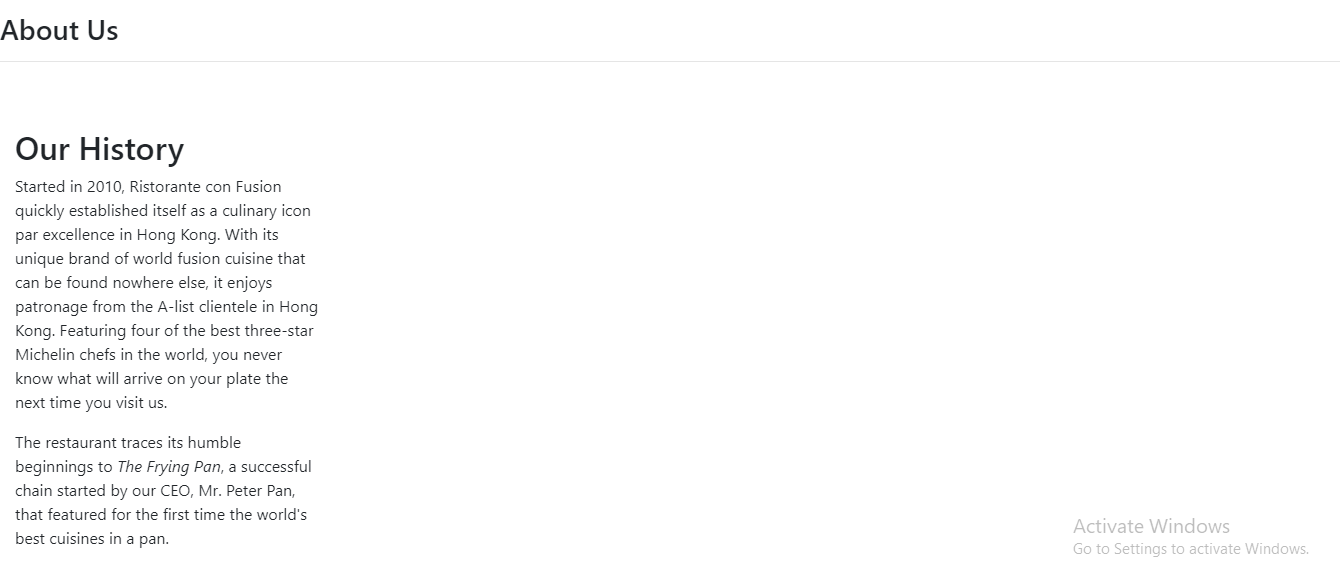 About Us
Our History
Started in 2010, Ristorante con Fusion
quickly established itself as a culinary icon
par excellence in Hong Kong. With its
unique brand of world fusion cuisine that
can be found nowhere else, it enjoys
patronage from the A-list clientele in Hong
Kong. Featuring four of the best three-star
Michelin chefs in the world, you never
know what will arrive on your plate the
next time you visit us.
The restaurant traces its humble
beginnings to The Frying Pan, a successful
chain started by our CEO, Mr. Peter Pan,
that featured for the first time the world's
best cuisines in a pan.
Activate Windows
Go to Settings to activate Windows.